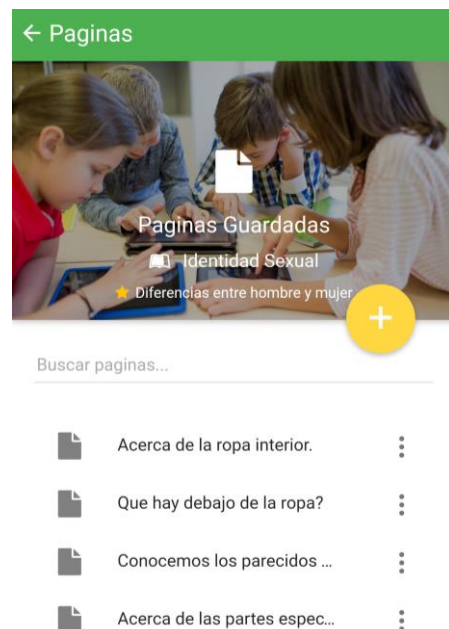 Paginas
Paginas Guardadas
Identidad Sexual
Diferencias entre hombre y mujer
Buscar paginas...
Acerca de la ropa interior.
Que hay debajo de la ropa?
Conocemos los parecidos ...
Acerca de las partes espec...